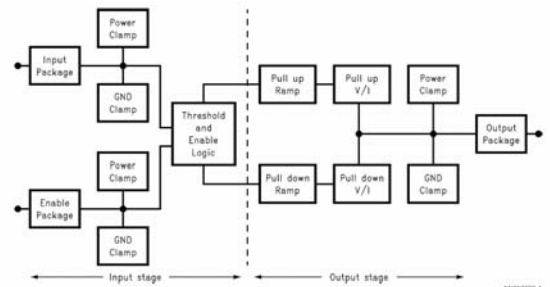 Power
Clamp
Input
Package
GND
Clamp
Threshold
and
Enable
Logic
Power
Clamp
Enable
Package
GND
Clamp
Pull up
Ramp
Pull up
V/I
Power
Clamp
Output
Package
Pull down
Ramp
Pull down
V/I
GND
Clamp
Input stage
Output stage